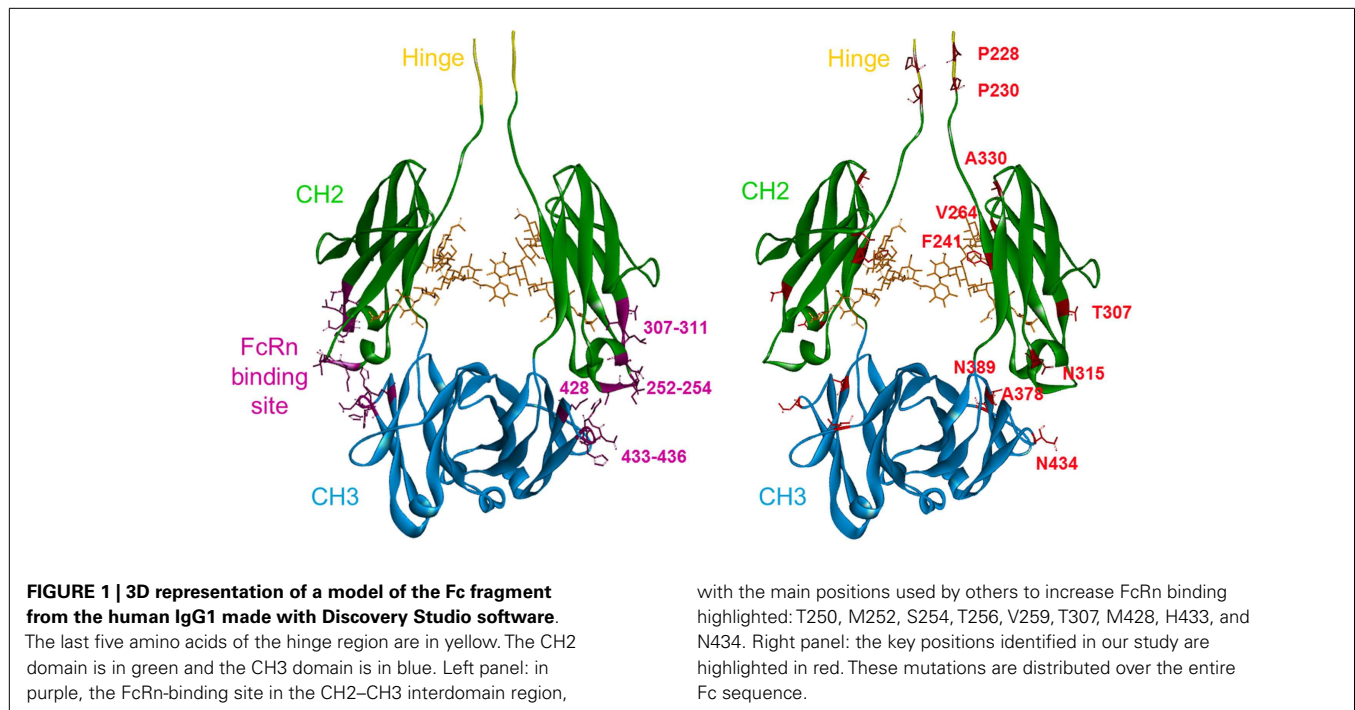 Hinge
CH2
FcRn
binding
site
CH3
307-311
428
252-254
433-436
Hinge
P228
P230
A330
CH2
V264
F241
T307
N389
N315
A378
N434
CH3
FIGURE 1 | 3D representation of a model of the Fc fragment
from the human IgG1 made with Discovery Studio software.
The last five amino acids of the hinge region are in yellow. The CH2
domain is in green and the CH3 domain is in blue. Left panel: in
purple, the FcRn-binding site in the CH2–CH3 interdomain region,
with the main positions used by others to increase FcRn binding
highlighted: T250, M252, S254, T256, V259, T307, M428, H433, and
N434. Right panel: the key positions identified in our study are
highlighted in red. These mutations are distributed over the entire
Fc sequence.